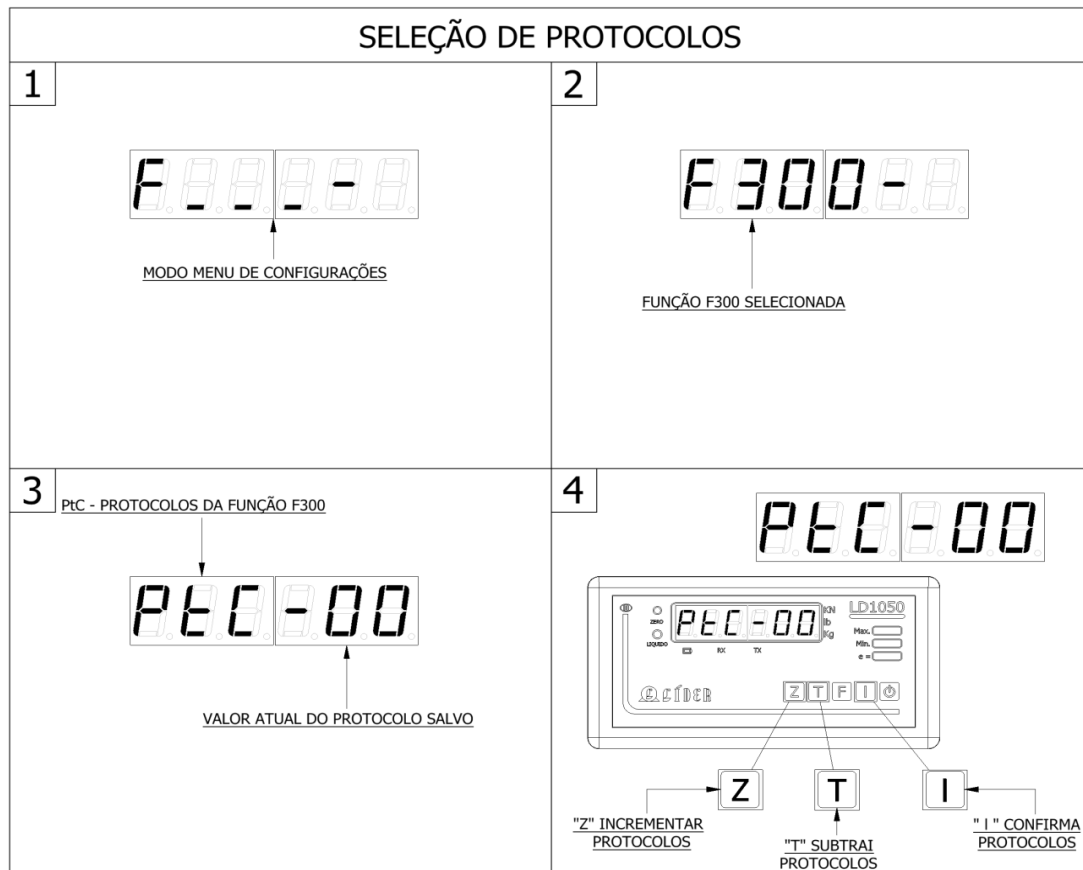 SELEÇÃO DE PROTOCOLOS
1
F _ _ _ -
MODO MENU DE CONFIGURAÇÕES
2
F300-
FUNÇÃO F300 SELECIONADA
3
PtC - PROTOCOLOS DA FUNÇÃO F300
PtC-00
VALOR ATUAL DO PROTOCOLO SALVO
4
PtC-00
ZERO
LIQUIDO
PtC-00
KN
lb
Kg
LD1050
Max.
Min.
e =
RX
TX
LÍDER
Z T F I
Z
T
I
"Z" INCREMENTAR
PROTOCOLOS
"T" SUBTRAI
PROTOCOLOS
" I " CONFIRMA
PROTOCOLOS